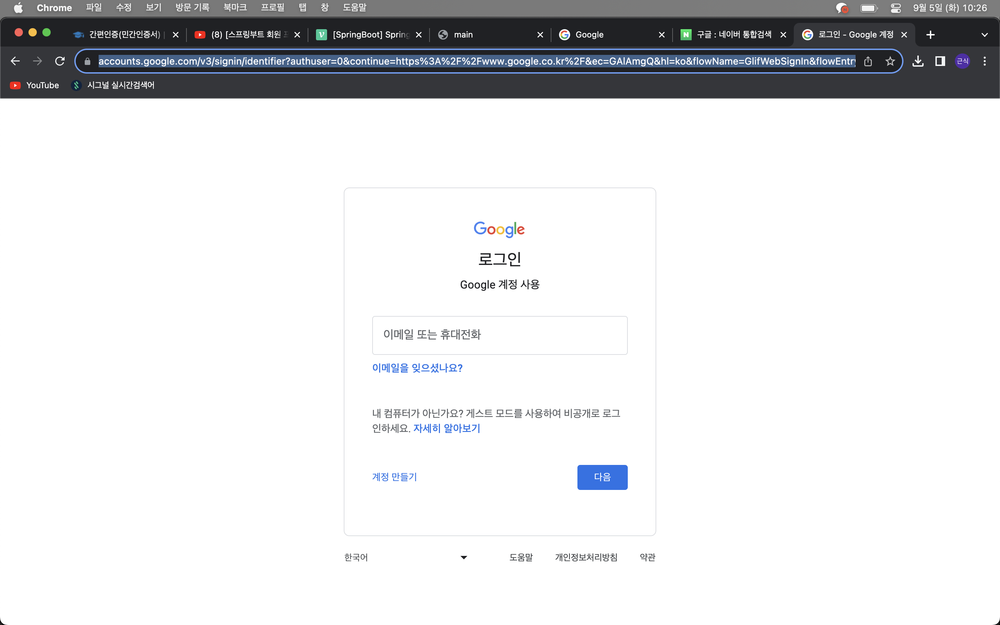 Chrome 파일 수정 보기 방문 기록 북마크 프로필 탭 창 도움말 9월 5일 (화) 10:26
간편인증(민간인증서) | (8) [스프링부트 회원 [SpringBoot] Spring main Google 구글 : 네이버 통합검색 로그인 - Google 계정
accounts.google.com/v3/signin/identifier?authuser=0&continue=https%3A%2F%2Fwww.google.co.kr%2F&ec=GAlAmgQ&hl=ko&flowName=GlifWebSignIn&flowEntry 근식
YouTube 시그널 실시간검색어
Google
로그인
Google 계정 사용
이메일 또는 휴대전화
이메일을 잊으셨나요?
내 컴퓨터가 아닌가요? 게스트 모드를 사용하여 비공개로 로그
인하세요. 자세히 알아보기
계정 만들기 다음
한국어 도움말 개인정보처리방침 약관